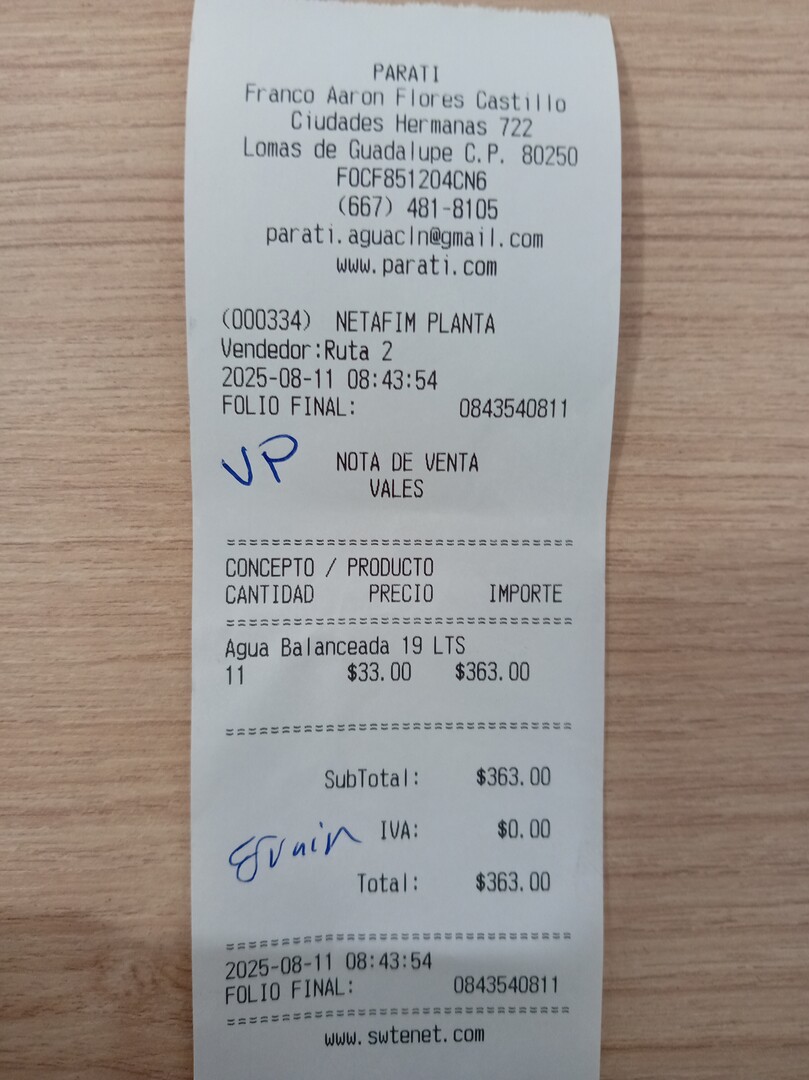 PARATI
Franco Aaron Flores Castillo
Ciudades Hermanas 722
Lomas de Guadalupe C.P. 80250
FOCF851204CN6
(667) 481-8105
parati.aguacln@gmail.com
www.parati.com
(000334) NETAFIM PLANTA
Vendedor:Ruta 2
2025-08-11 08:43:54
FOLIO FINAL: 0843540811
VP NOTA DE VENTA
VALES
==============================
CONCEPTO / PRODUCTO
CANTIDAD PRECIO IMPORTE
==============================
Agua Balanceada 19 LTS
11 $33.00 $363.00
==============================
SubTotal: $363.00
Efrain IVA: $0.00
Total: $363.00
==============================
2025-08-11 08:43:54
FOLIO FINAL: 0843540811
==============================
www.swtenet.com